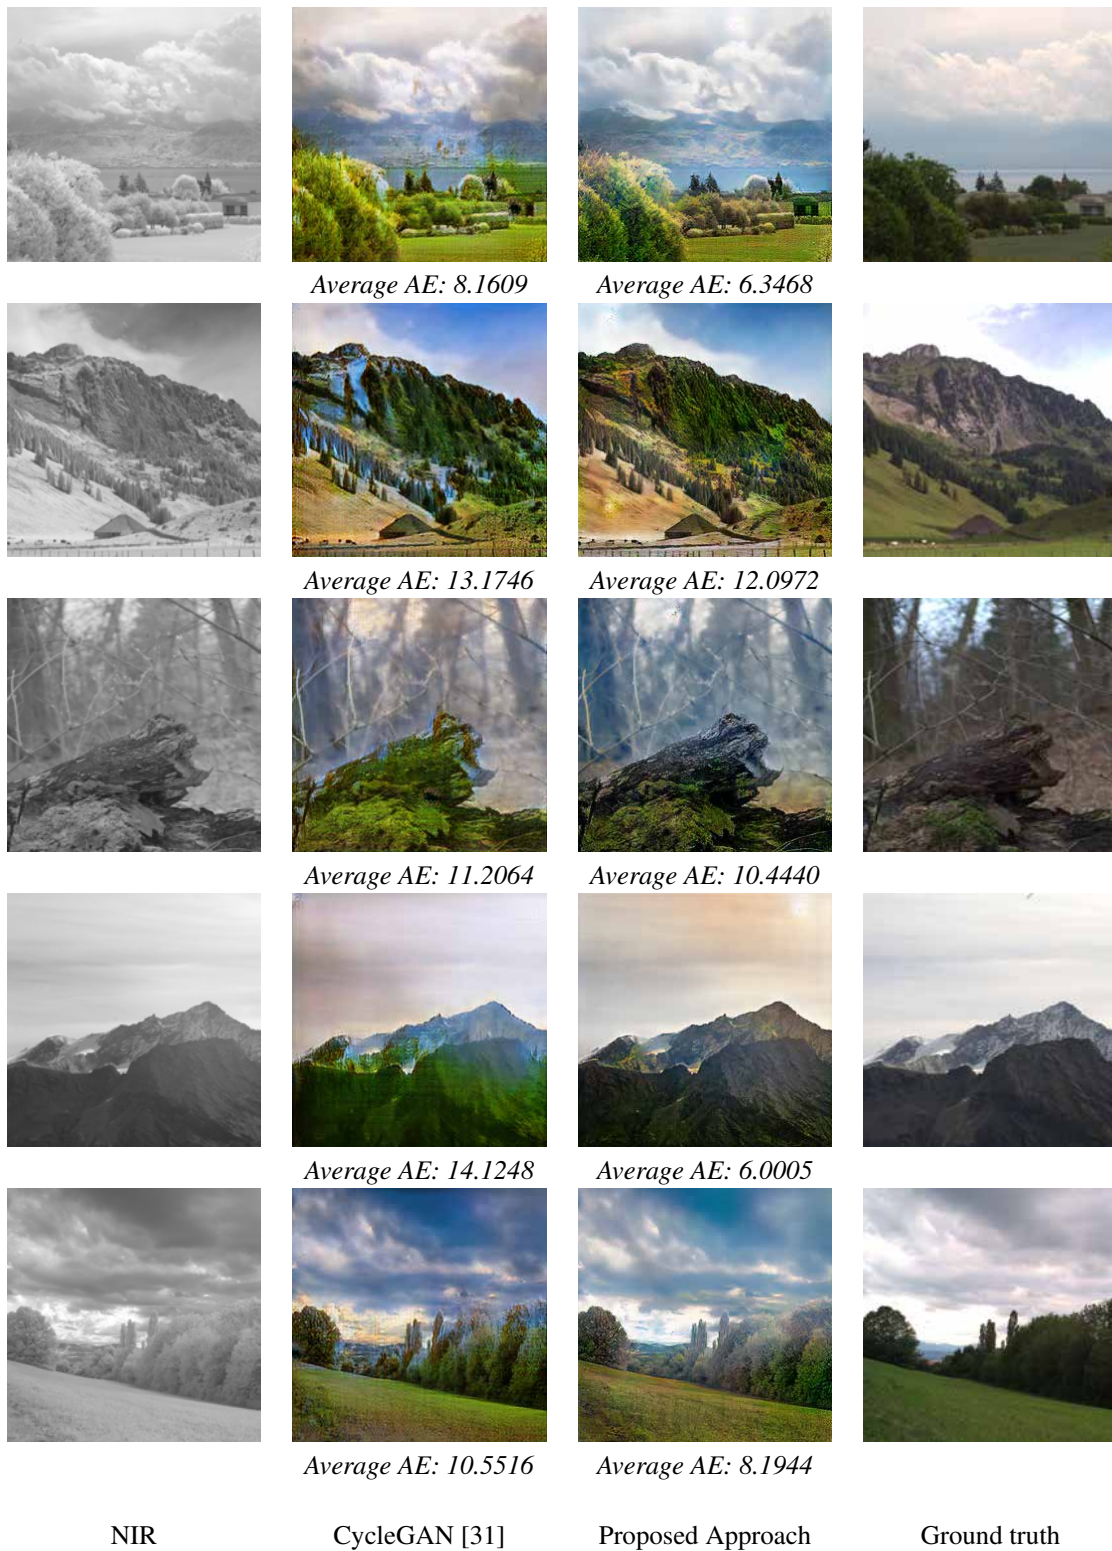 Average AE: 8.1609 Average AE: 6.3468
Average AE: 13.1746 Average AE: 12.0972
Average AE: 11.2064 Average AE: 10.4440
Average AE: 14.1248 Average AE: 6.0005
Average AE: 10.5516 Average AE: 8.1944
NIR CycleGAN [31] Proposed Approach Ground truth